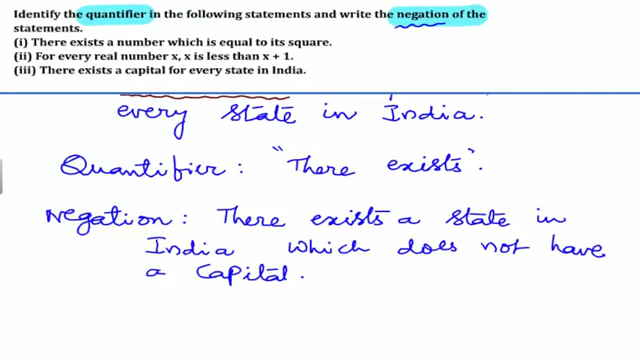 Identify the quantifier in the following statements and write the negation of the
statements.
(i) There exists a number which is equal to its square.
(ii) For every real number x, x is less than x + 1.
(iii) There exists a capital for every state in India.
every state in India.
Quantifier: "There exists".
Negation: There exists a state in
India which does not have
a capital.